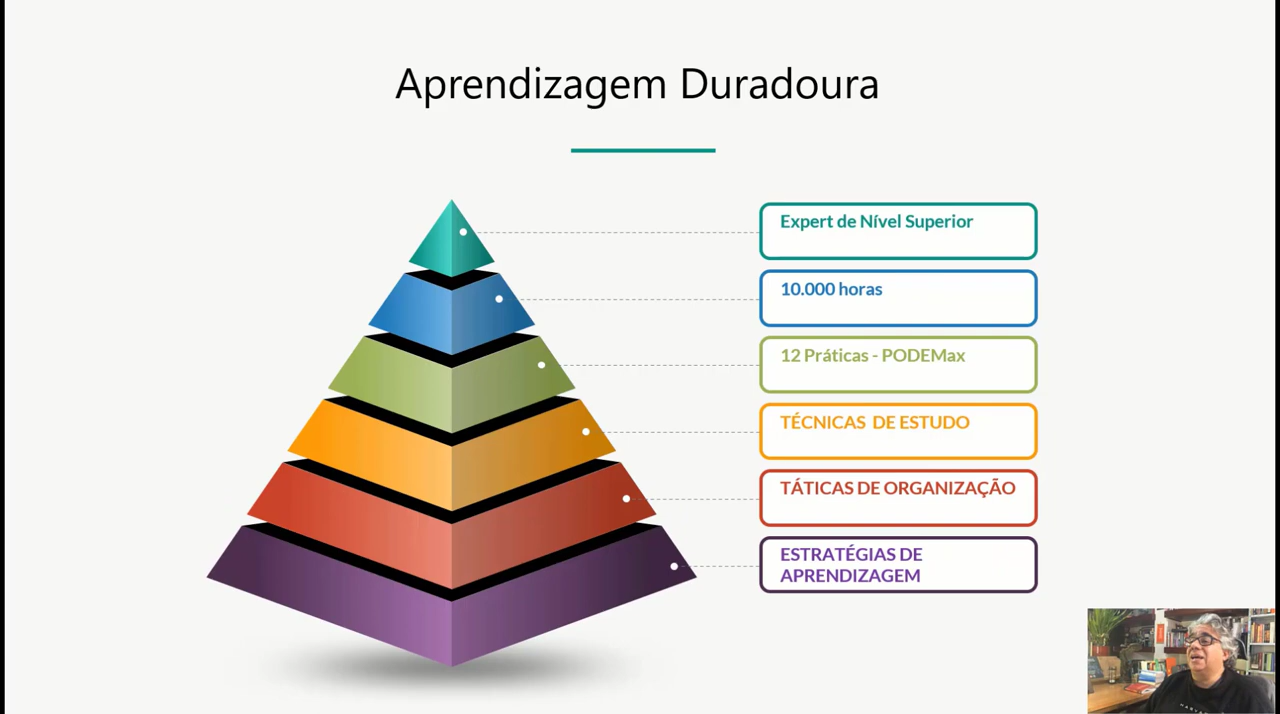 Aprendizagem Duradoura
Expert de Nível Superior
10.000 horas
12 Práticas - PODEMax
TÉCNICAS DE ESTUDO
TÁTICAS DE ORGANIZAÇÃO
ESTRATÉGIAS DE
APRENDIZAGEM